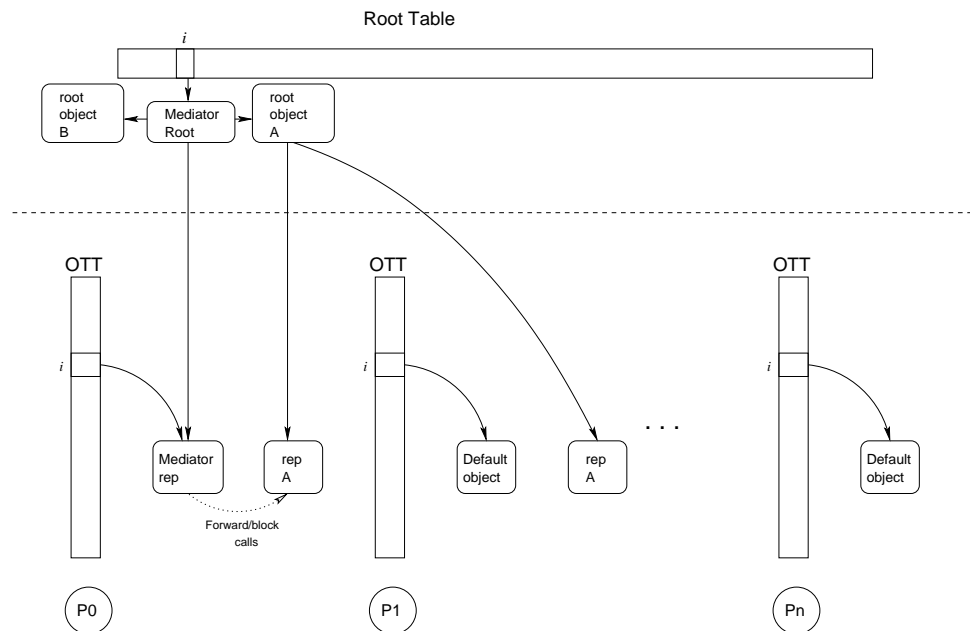 Root Table
i
root
object
B
Mediator
Root
root
object
A
OTT
OTT
OTT
i
i
i
Mediator
rep
rep
A
Default
object
rep
A
. . .
Default
object
Forward/block
calls
P0
P1
Pn